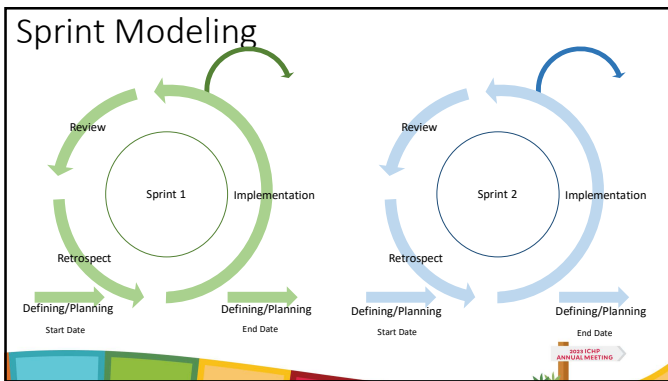 Sprint Modeling
Review
Sprint 1
Implementation
Retrospect
Defining/Planning
Start Date
Defining/Planning
End Date
Review
Sprint 2
Implementation
Retrospect
Defining/Planning
Start Date
Defining/Planning
End Date
2023 ICHP
ANNUAL MEETING